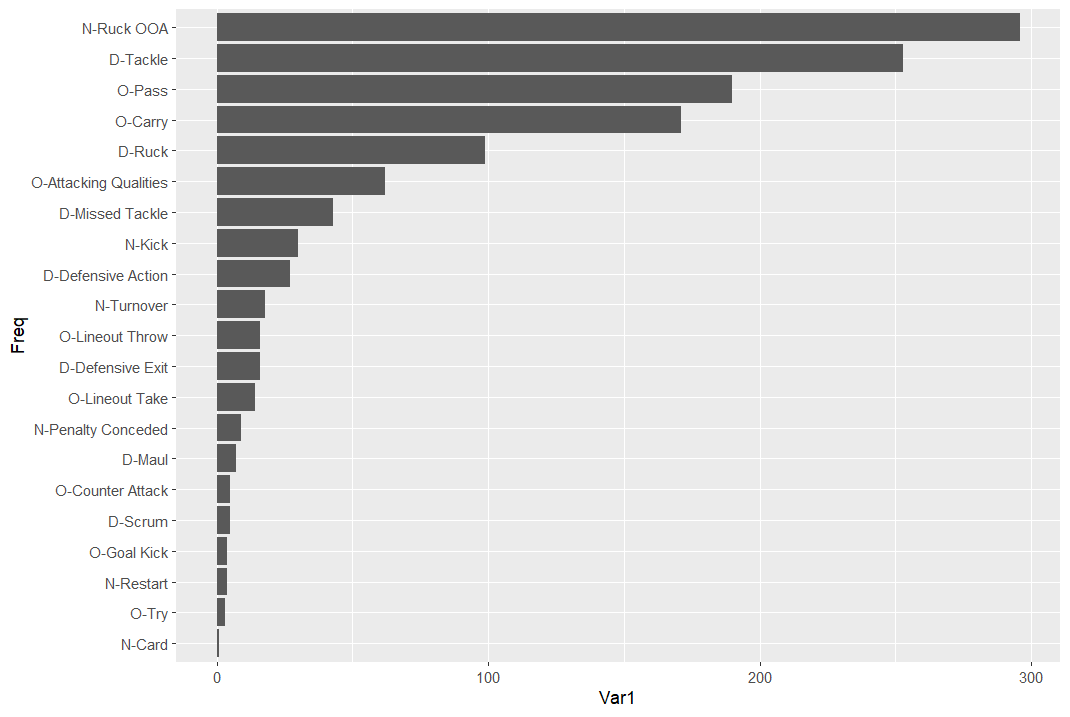 N-Ruck OOA
D-Tackle
O-Pass
O-Carry
D-Ruck
O-Attacking Qualities
D-Missed Tackle
N-Kick
D-Defensive Action
N-Turnover
O-Lineout Throw
D-Defensive Exit
O-Lineout Take
N-Penalty Conceded
D-Maul
O-Counter Attack
D-Scrum
O-Goal Kick
N-Restart
O-Try
N-Card
Freq
0 100 200 300
Var1